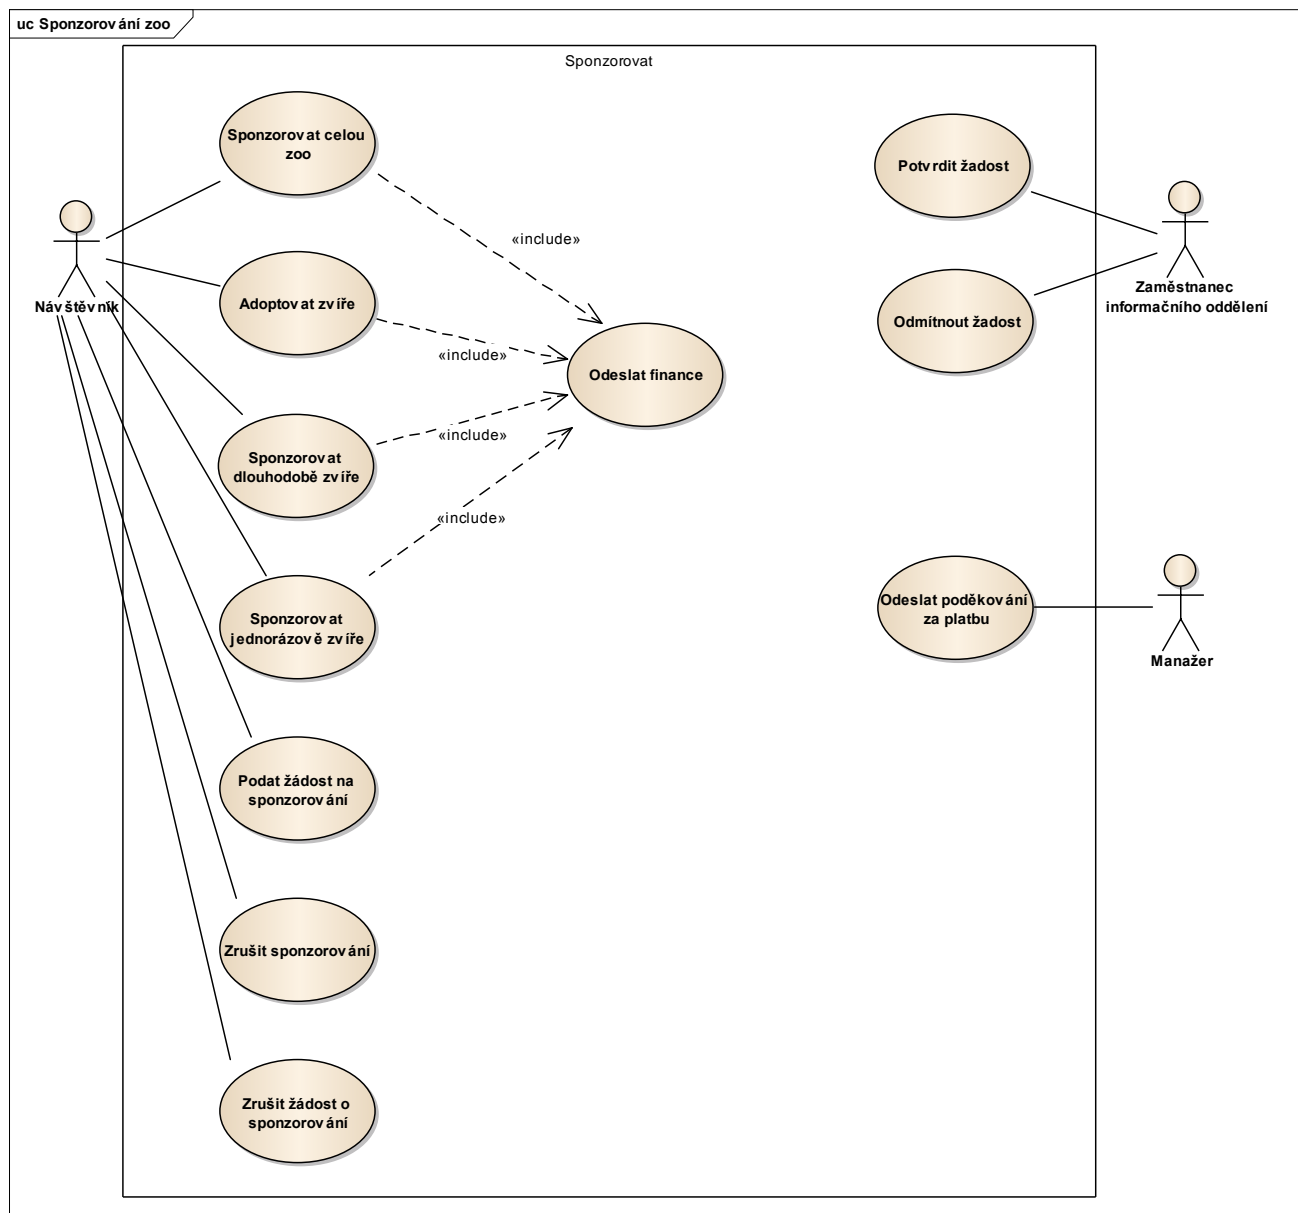 uc Sponzorování zoo
Sponzorovat
Sponzorovat celou
zoo
Potvrdit žadost
«include»
Návštěvník
Adoptovat zvíře
Zaměstnanec
informačního oddělení
Odmítnout žadost
«include»
Odeslat finance
«include»
Sponzorovat
dlouhodobě zvíře
«include»
Sponzorovat
jednorázově zvíře
Odeslat poděkování
za platbu
Manažer
Podat žádost na
sponzorování
Zrušit sponzorování
Zrušit žádost o
sponzorování